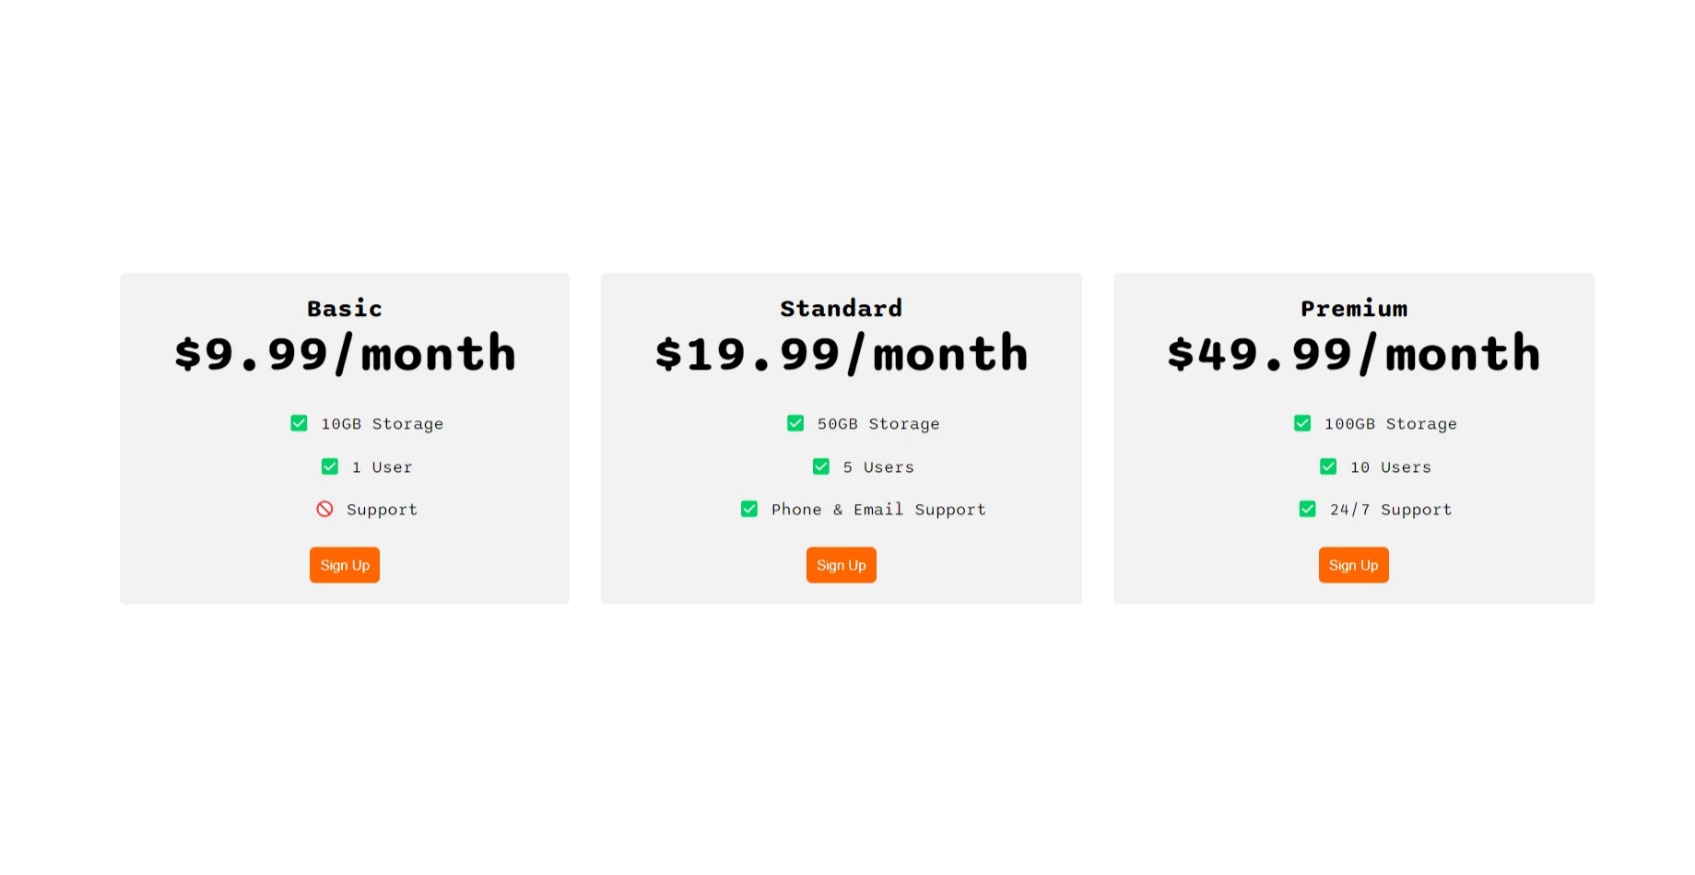 Basic
$9.99/month
10GB Storage
1 User
Support
Sign Up
Standard
$19.99/month
50GB Storage
5 Users
Phone & Email Support
Sign Up
Premium
$49.99/month
100GB Storage
10 Users
24/7 Support
Sign Up